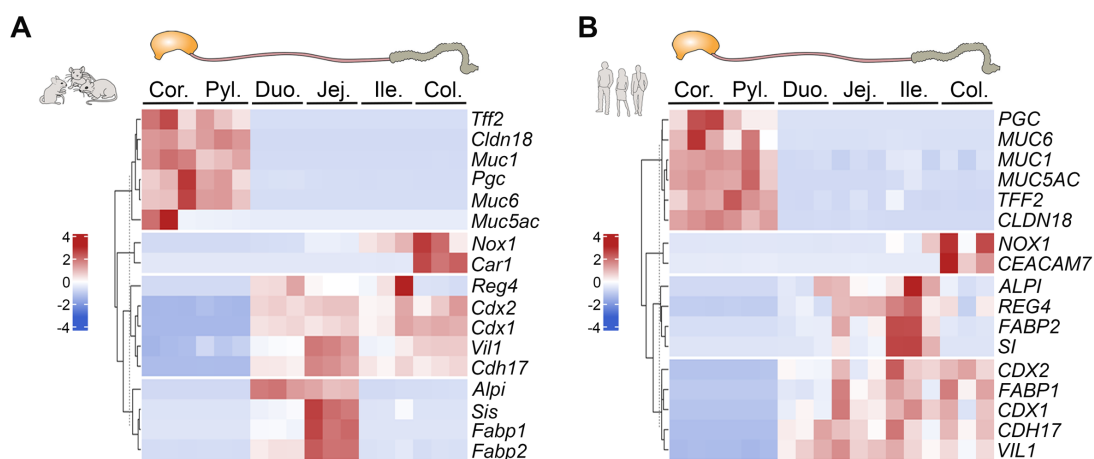 A
Cor. Pyl. Duo. Jej. Ile. Col.
Tff2
Cldn18
Muc1
Pgc
Muc6
Muc5ac
Nox1
Car1
Reg4
Cdx2
Cdx1
Vil1
Cdh17
Alpi
Sis
Fabp1
Fabp2
4
2
0
-2
-4
B
Cor. Pyl. Duo. Jej. Ile. Col.
PGC
MUC6
MUC1
MUC5AC
TFF2
CLDN18
NOX1
CEACAM7
ALPI
REG4
FABP2
SI
CDX2
FABP1
CDX1
CDH17
VIL1
4
2
0
-2
-4